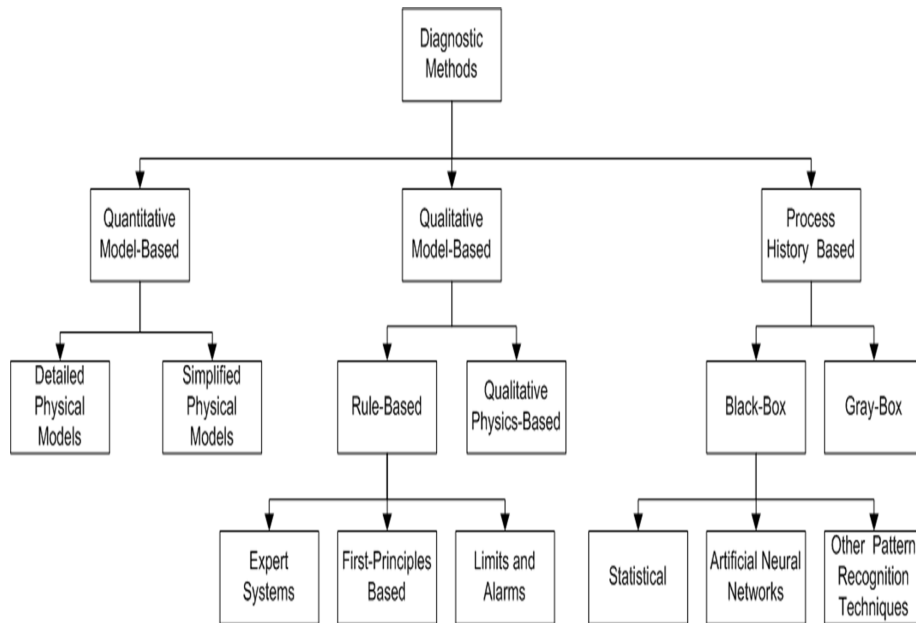 Diagnostic
Methods
Quantitative
Model-Based
Qualitative
Model-Based
Process
History Based
Detailed
Physical
Models
Simplified
Physical
Models
Rule-Based
Qualitative
Physics-Based
Black-Box
Gray-Box
Expert
Systems
First-Principles
Based
Limits and
Alarms
Statistical
Artificial Neural
Networks
Other Pattern
Recognition
Techniques